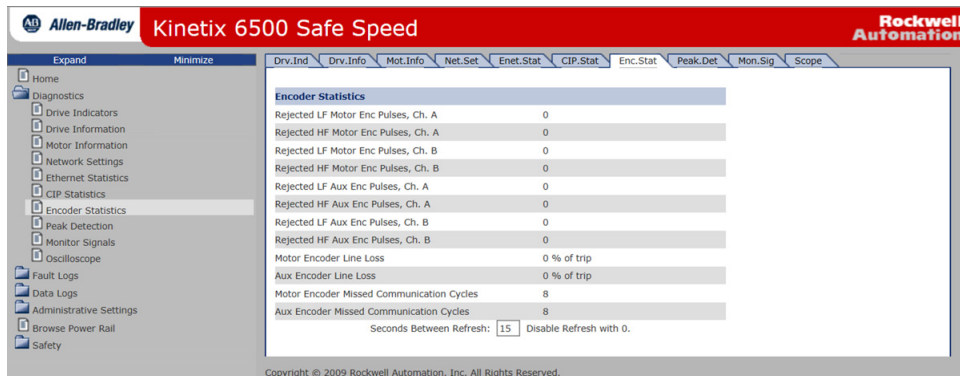 AB Allen-Bradley Kinetix 6500 Safe Speed Rockwell
Automation
Expand Minimize
Home
Diagnostics
Drive Indicators
Drive Information
Motor Information
Network Settings
Ethernet Statistics
CIP Statistics
Encoder Statistics
Peak Detection
Monitor Signals
Oscilloscope
Fault Logs
Data Logs
Administrative Settings
Browse Power Rail
Safety
Drv.Ind Drv.Info Mot.Info Net.Set Enet.Stat CIP.Stat Enc.Stat Peak.Det Mon.Sig Scope
Encoder Statistics
Rejected LF Motor Enc Pulses, Ch. A 0
Rejected HF Motor Enc Pulses, Ch. A 0
Rejected LF Motor Enc Pulses, Ch. B 0
Rejected HF Motor Enc Pulses, Ch. B 0
Rejected LF Aux Enc Pulses, Ch. A 0
Rejected HF Aux Enc Pulses, Ch. A 0
Rejected LF Aux Enc Pulses, Ch. B 0
Rejected HF Aux Enc Pulses, Ch. B 0
Motor Encoder Line Loss 0 % of trip
Aux Encoder Line Loss 0 % of trip
Motor Encoder Missed Communication Cycles 8
Aux Encoder Missed Communication Cycles 8
Seconds Between Refresh: 15 Disable Refresh with 0.
Copyright © 2009 Rockwell Automation, Inc. All Rights Reserved.